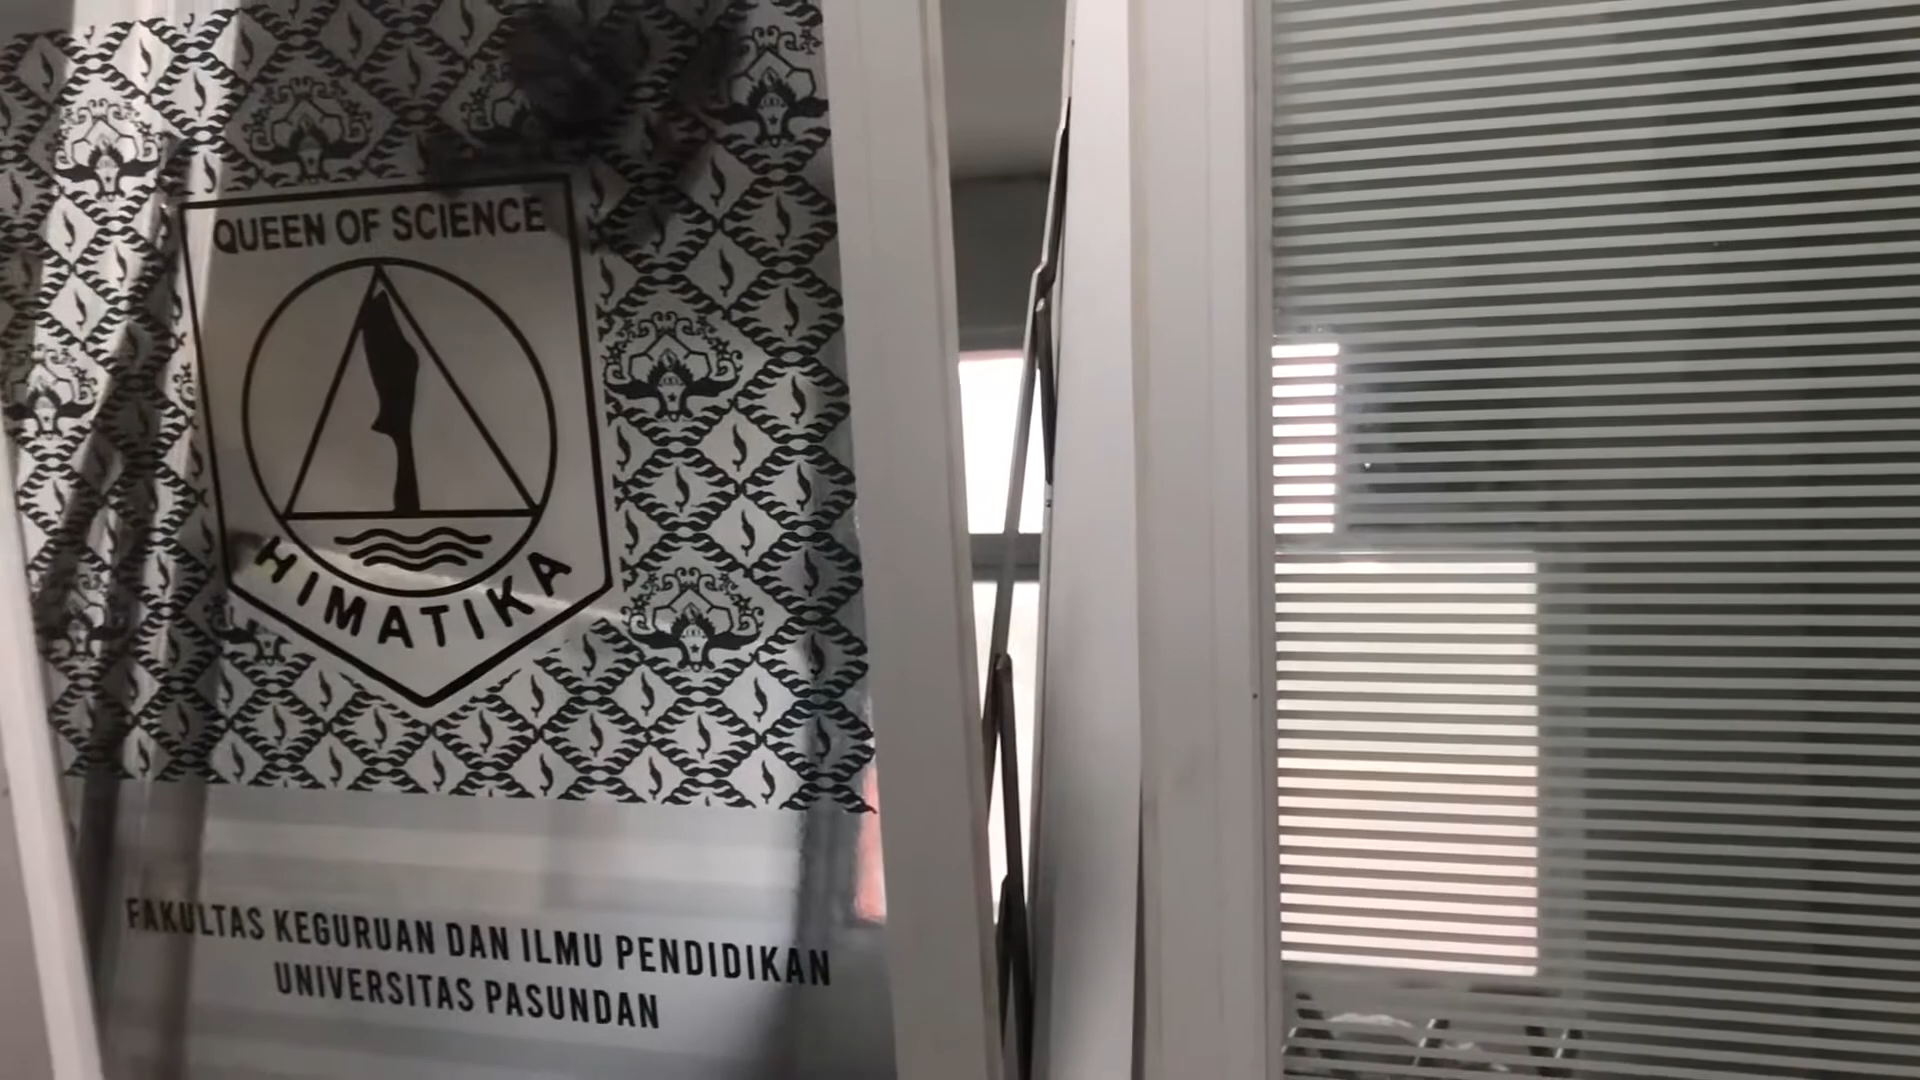 QUEEN OF SCIENCE
HIMATIKA
FAKULTAS KEGURUAN DAN ILMU PENDIDIKAN
UNIVERSITAS PASUNDAN